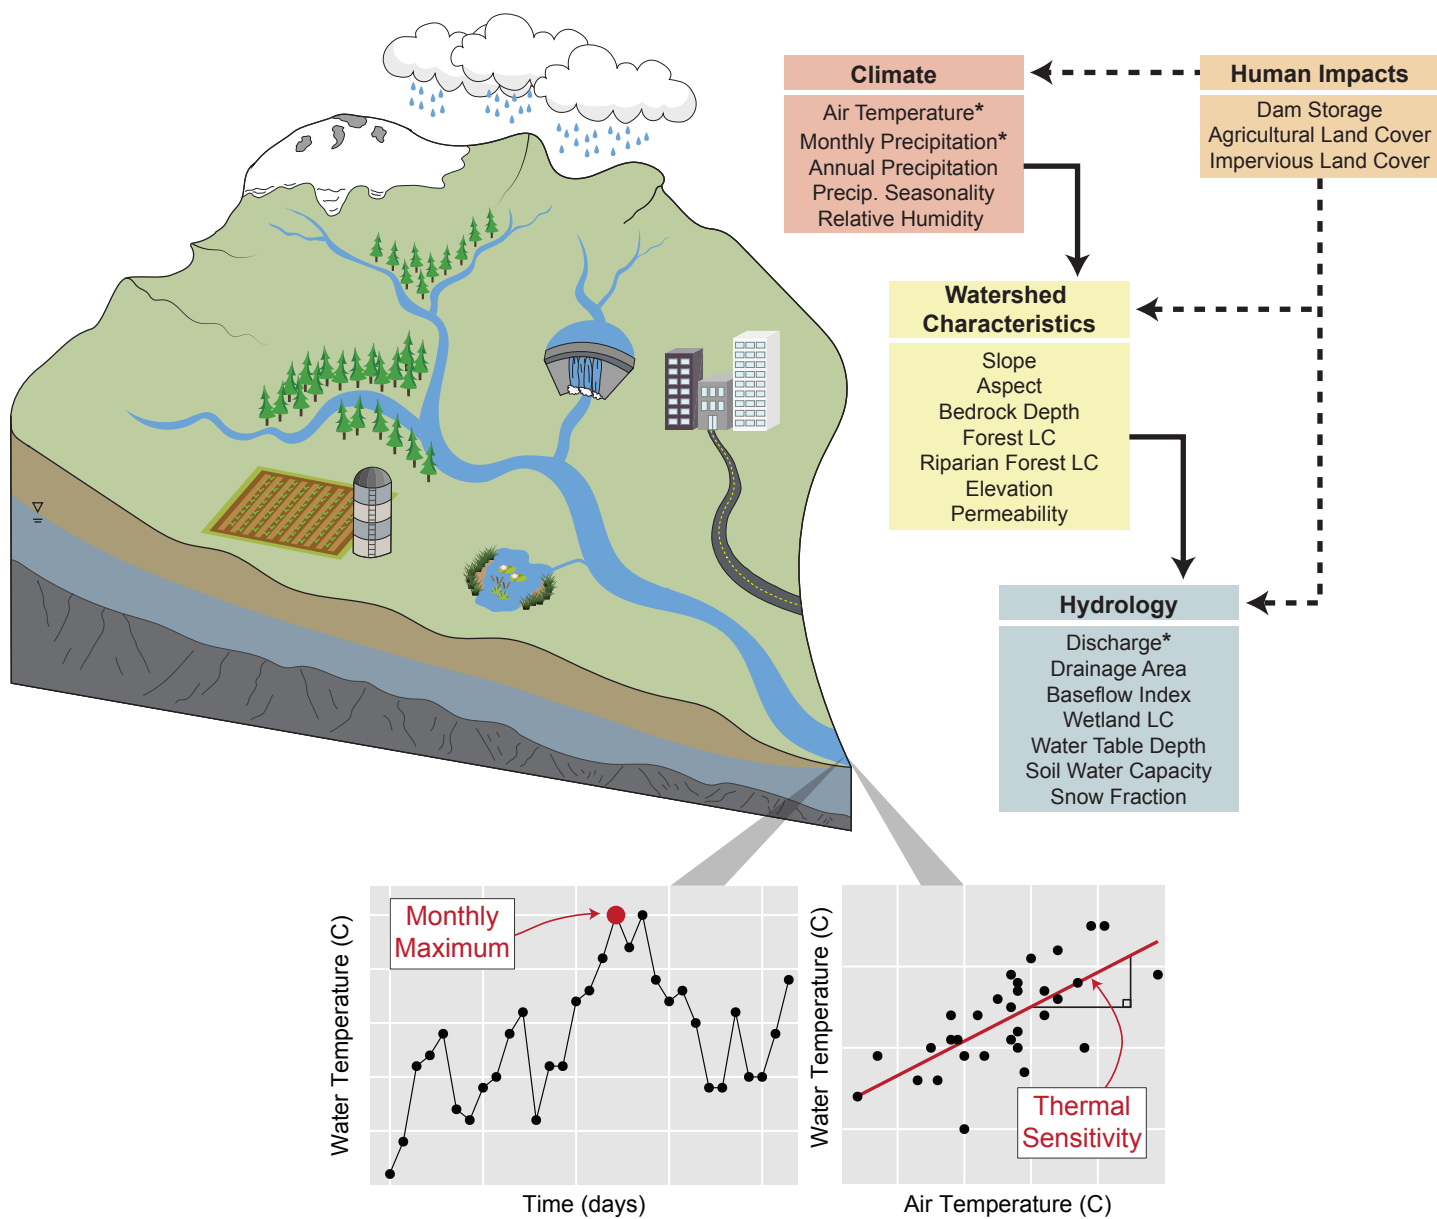 Climate
Air Temperature*
Monthly Precipitation*
Annual Precipitation
Precip. Seasonality
Relative Humidity
Human Impacts
Dam Storage
Agricultural Land Cover
Impervious Land Cover
Watershed
Characteristics
Slope
Aspect
Bedrock Depth
Forest LC
Riparian Forest LC
Elevation
Permeability
Hydrology
Discharge*
Drainage Area
Baseflow Index
Wetland LC
Water Table Depth
Soil Water Capacity
Snow Fraction
Water Temperature (C)
Monthly
Maximum
Time (days)
Water Temperature (C)
Thermal
Sensitivity
Air Temperature (C)